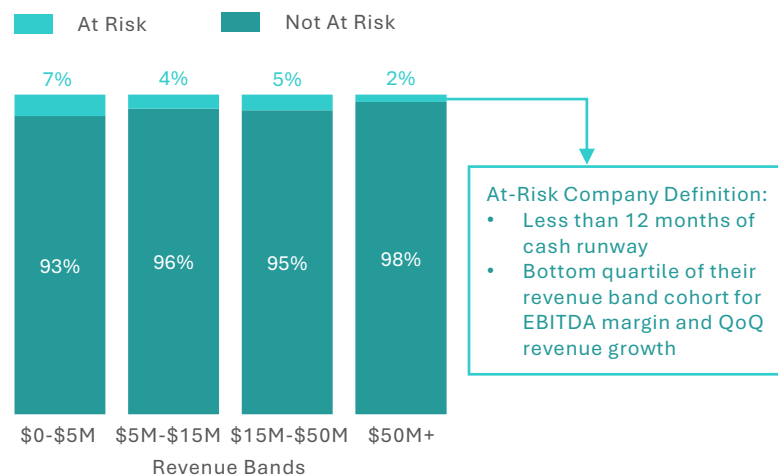 At Risk Not At Risk
7% 4% 5% 2%
At-Risk Company Definition:
• Less than 12 months of
cash runway
• Bottom quartile of their
revenue band cohort for
EBITDA margin and QoQ
revenue growth
93% 96% 95% 98%
$0-$5M $5M-$15M $15M-$50M $50M+
Revenue Bands